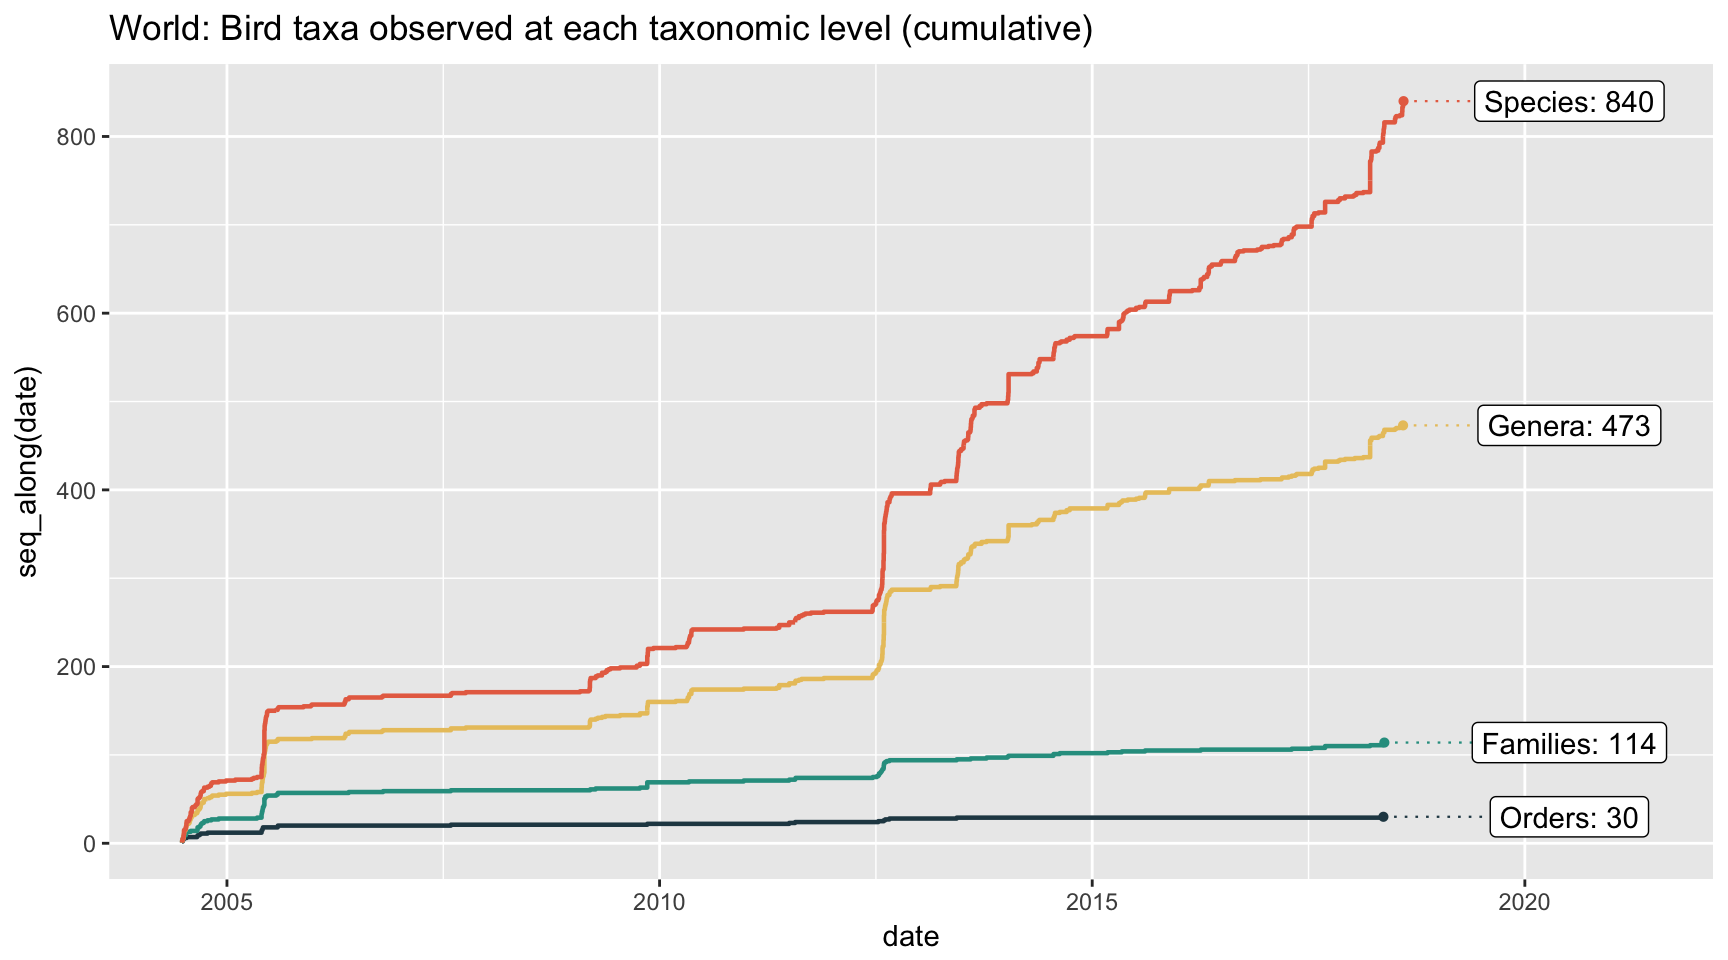 World: Bird taxa observed at each taxonomic level (cumulative)
Species: 840
800
600
Genera: 473
400
seq_along(date)
200
Families: 114
Orders: 30
0
2005 2010 2015 2020
date